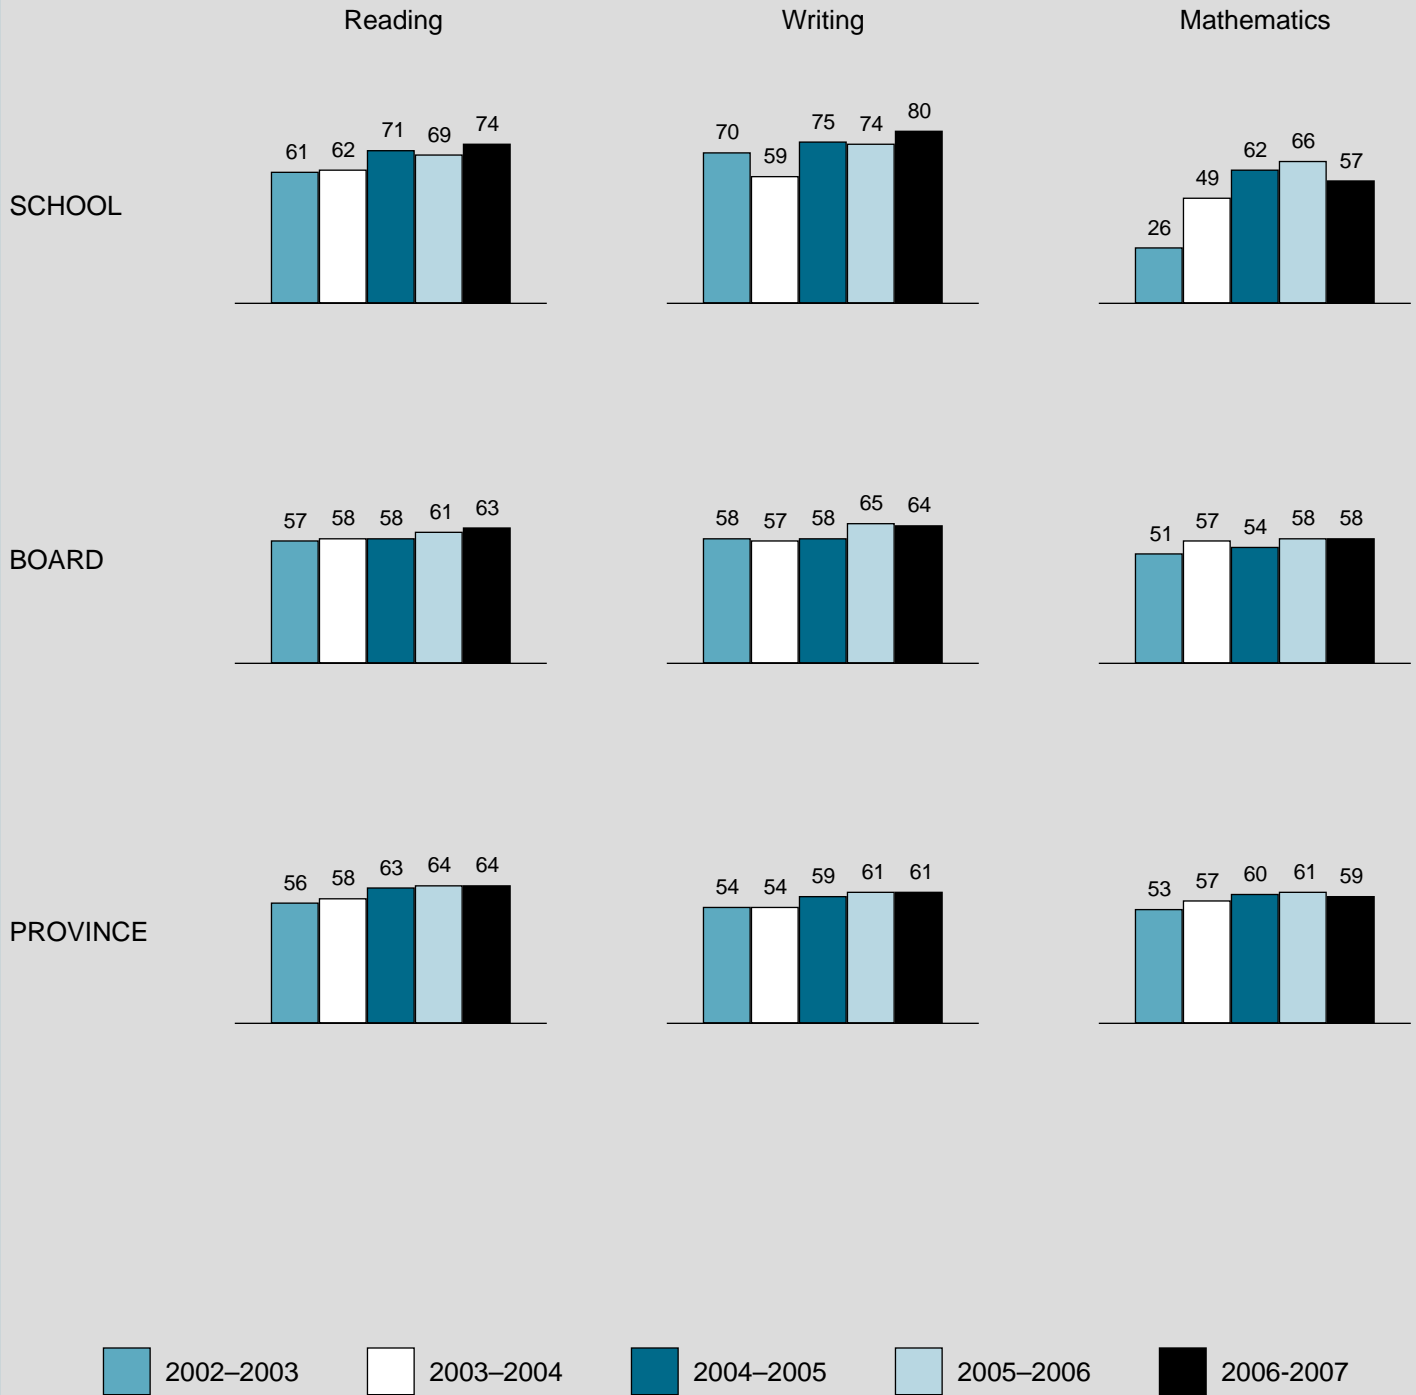 Reading Writing Mathematics
SCHOOL
61 62 71 69 74
70 59 75 74 80
26 49 62 66 57
BOARD
57 58 58 61 63
58 57 58 65 64
51 57 54 58 58
PROVINCE
56 58 63 64 64
54 54 59 61 61
53 57 60 61 59
2002–2003 2003–2004 2004–2005 2005–2006 2006-2007